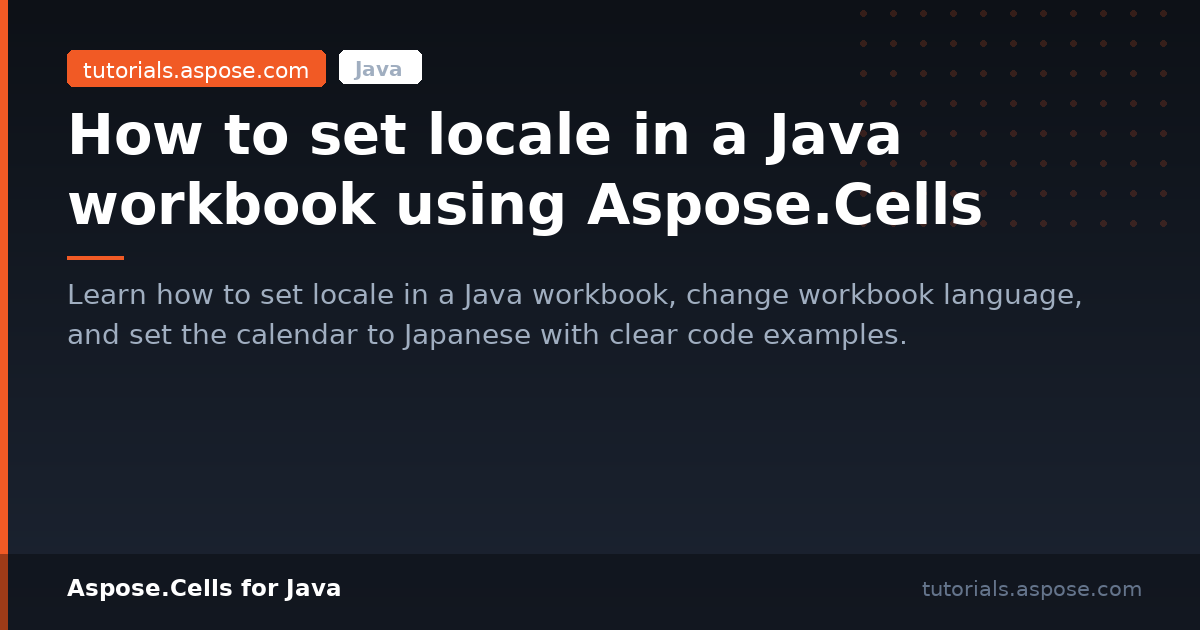 tutorials.aspose.com
Java
How to set locale in a Java
workbook using Aspose.Cells
Learn how to set locale in a Java workbook, change workbook language,
and set the calendar to Japanese with clear code examples.
Aspose.Cells for Java
tutorials.aspose.com